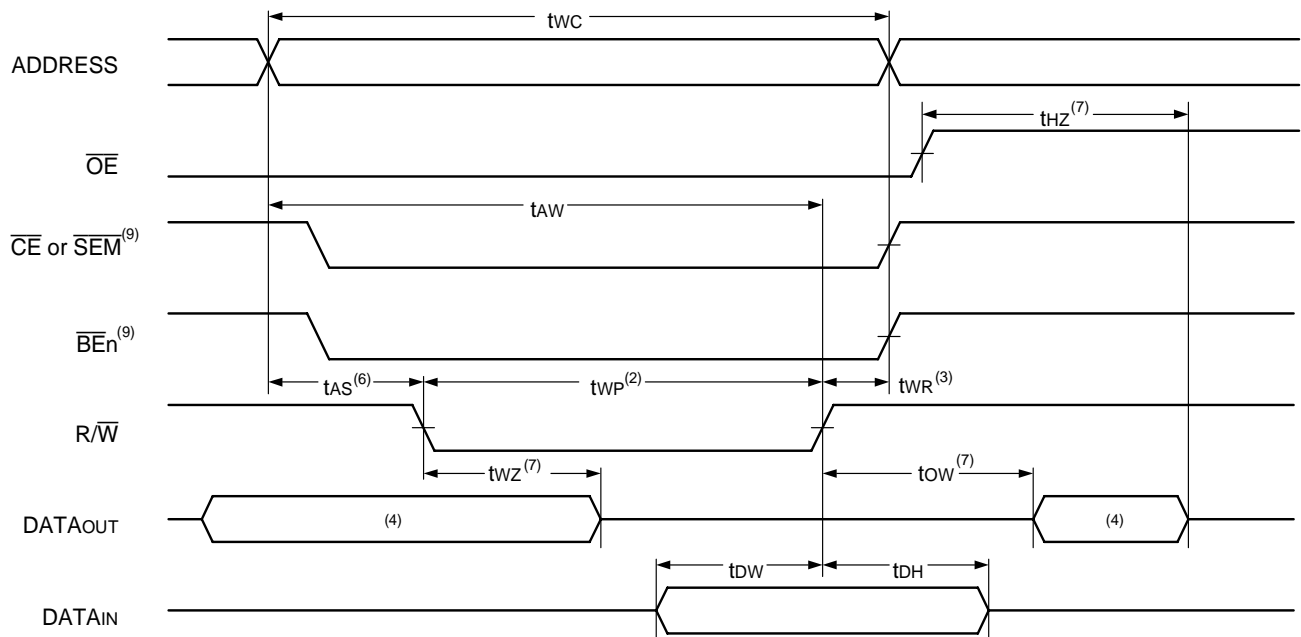 tWC
ADDRESS
tHZ(7)
OE
tAW
CE or SEM(9)
BEn(9)
tAS(6) tWP(2) tWR(3)
R/W
tWZ(7) tOW(7)
DATAOUT (4) (4)
tDW tDH
DATAIN